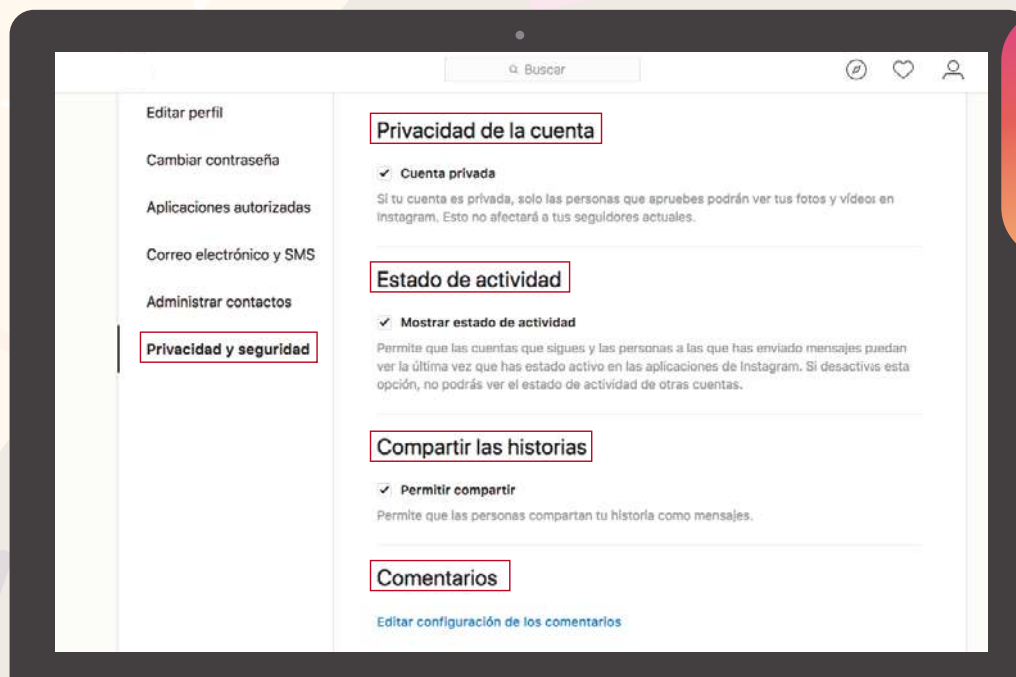 Buscar
Editar perfil
Cambiar contraseña
Aplicaciones autorizadas
Correo electrónico y SMS
Administrar contactos
Privacidad y seguridad
Privacidad de la cuenta
Cuenta privada
Si tu cuenta es privada, solo las personas que apruebes podrán ver tus fotos y vídeos en
Instagram. Esto no afectará a tus seguidores actuales.
Estado de actividad
Mostrar estado de actividad
Permite que las cuentas que sigues y las personas a las que has enviado mensajes puedan
ver la última vez que has estado activo en las aplicaciones de Instagram. Si desactivas esta
opción, no podrás ver el estado de actividad de otras cuentas.
Compartir las historias
Permitir compartir
Permite que las personas compartan tu historia como mensajes.
Comentarios
Editar configuración de los comentarios